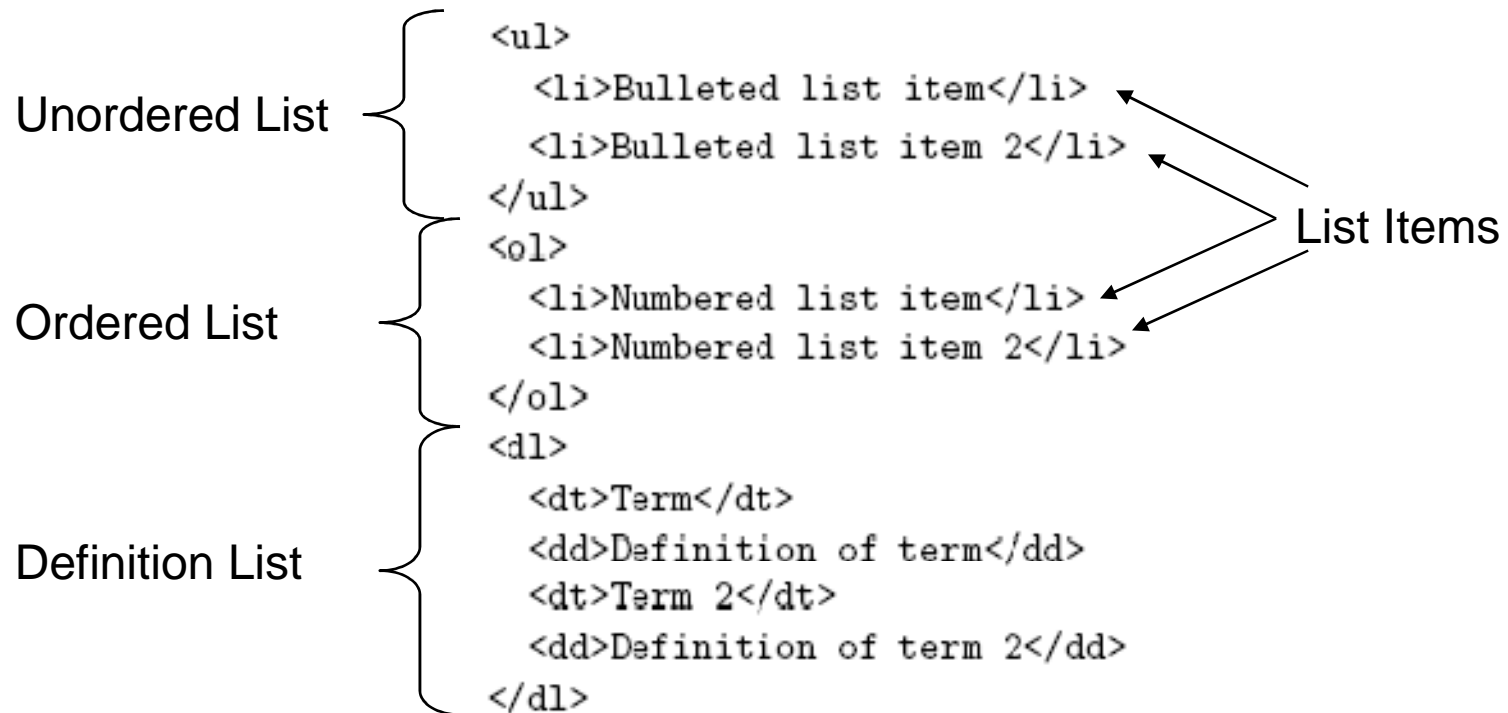 Unordered List
<ul>
<li>Bulleted list item</li>
<li>Bulleted list item 2</li>
</ul>
Ordered List
<ol>
<li>Numbered list item</li>
<li>Numbered list item 2</li>
</ol>
List Items
Definition List
<dl>
<dt>Term</dt>
<dd>Definition of term</dd>
<dt>Term 2</dt>
<dd>Definition of term 2</dd>
</dl>